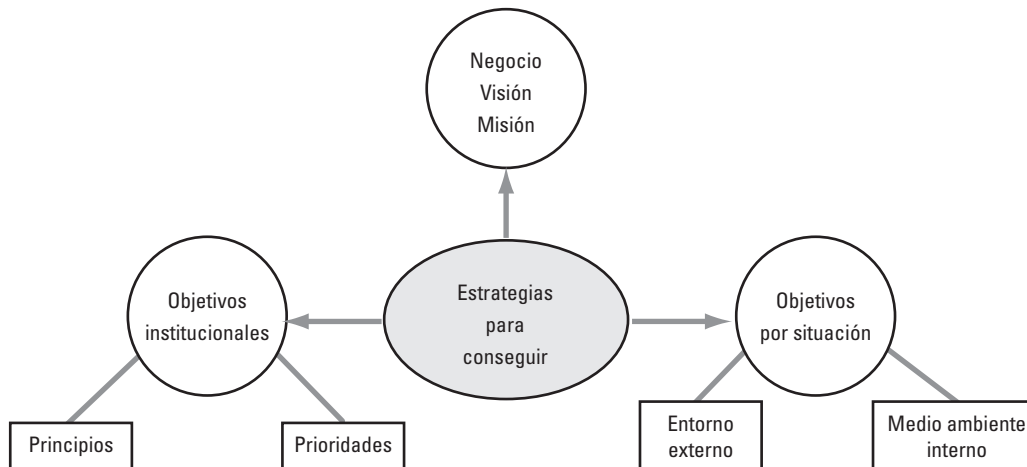 Negocio
Visión
Misión
Objetivos
institucionales
Estrategias
para
conseguir
Objetivos
por situación
Principios
Prioridades
Entorno
externo
Medio ambiente
interno